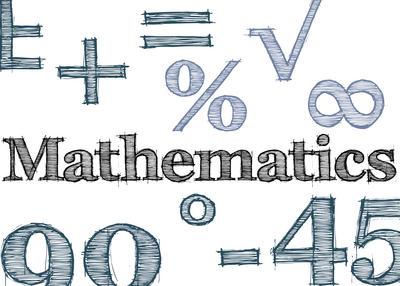 ± + = % √ ∞
Mathematics
90° - 45